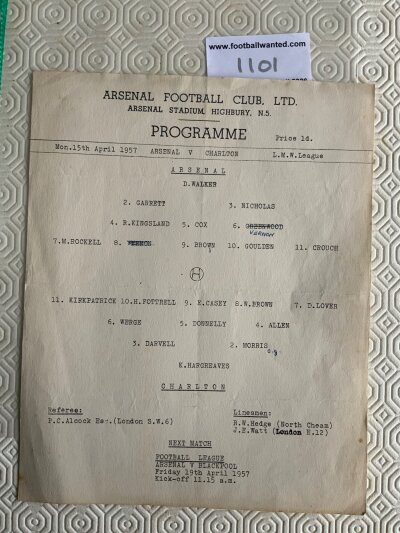 www.footballwanted.com
1101
ARSENAL FOOTBALL CLUB, LTD.
ARSENAL STADIUM, HIGHBURY, N.5.
PROGRAMME
Price 1d.
Mon.15th April 1957 ARSENAL V CHARLTON L.M.W.League
ARSENAL
D.WALKER
2. GARRETT 3. NICHOLAS
4. R.KINGSLAND 5. COX 6. GREENWOOD
VERNON
7.M.HOCKELL 8. VERNON 9. BROWN 10. GOULDEN 11. CROUCH
H
11. KIRKPATRICK 10.H.FOTTRELL 9. E.CASEY 8.W.BROWN 7. D.LOVER
6. WERGE 5. DONNELLY 4. ALLEN
3. DARVELL 2. MORRIS
K.HARGREAVES
CHARLTON
Referee: Linesmen:
P.C.Alcock Esq.(London S.W.6) R.W.Hedge (North Cheam)
J.E.Watt (London N.12)
NEXT MATCH
FOOTBALL LEAGUE
ARSENAL V BLACKPOOL
Friday 19th April 1957
Kick-off 11.15 a.m.